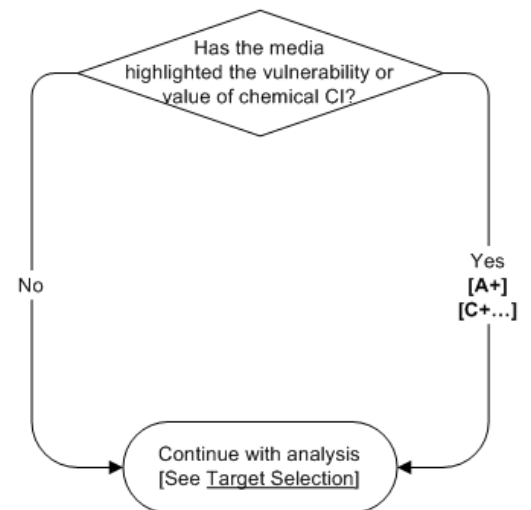 Has the media
highlighted the vulnerability or
value of chemical CI?
No
Yes
[A+]
[C+...]
Continue with analysis
[See Target Selection]